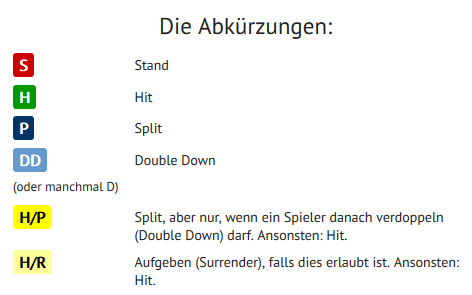 Die Abkürzungen:
S Stand
H Hit
P Split
DD Double Down
(oder manchmal D)
H/P Split, aber nur, wenn ein Spieler danach verdoppeln
(Double Down) darf. Ansonsten: Hit.
H/R Aufgeben (Surrender), falls dies erlaubt ist. Ansonsten:
Hit.